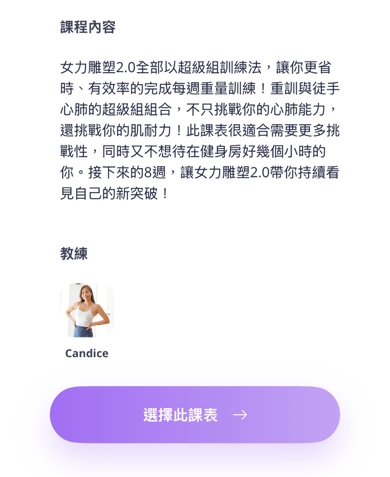 課程內容
女力雕塑2.0全部以超級組訓練法，讓你更省
時、有效率的完成每週重量訓練！重訓與徒手
心肺的超級組組合，不只挑戰你的心肺能力，
還挑戰你的肌耐力！此課表很適合需要更多挑
戰性，同時又不想待在健身房好幾個小時的
你。接下來的8週，讓女力雕塑2.0帶你持續看
見自己的新突破！
教練
Candice
選擇此課表 →